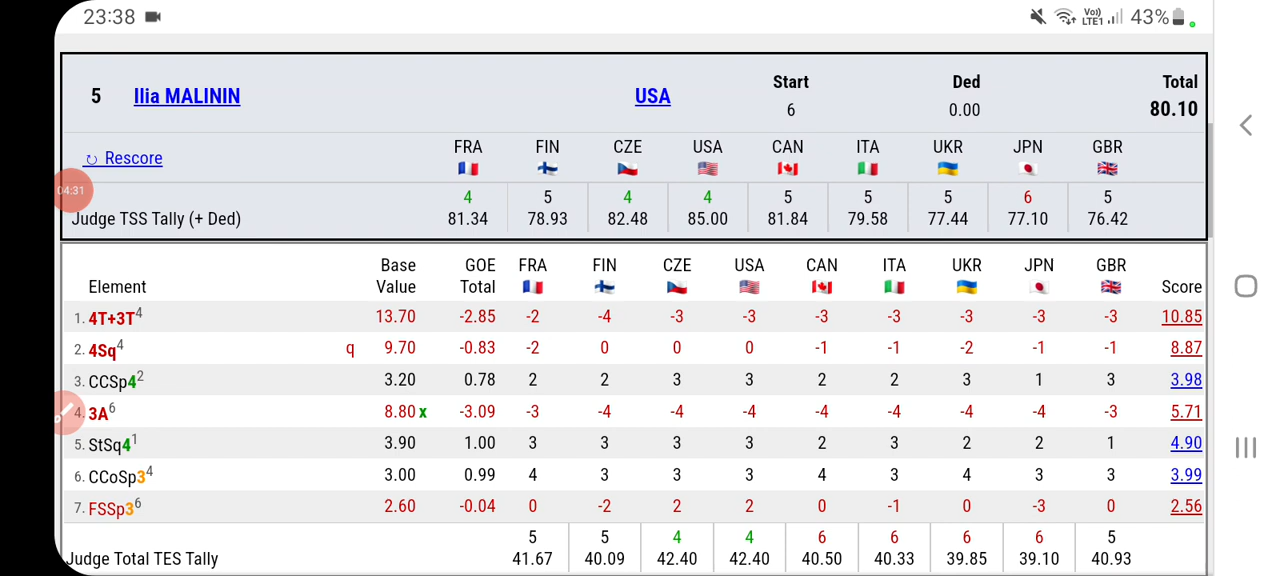 23:38 Vo)) LTE1 43%
5 Ilia MALININ USA Start 6 Ded 0.00 Total 80.10
↻ Rescore FRA FIN CZE USA CAN ITA UKR JPN GBR
04:31
4 5 4 4 5 5 5 6 5
Judge TSS Tally (+ Ded) 81.34 78.93 82.48 85.00 81.84 79.58 77.44 77.10 76.42
Element Base Value GOE Total FRA FIN CZE USA CAN ITA UKR JPN GBR Score
1. 4T+3T4 13.70 -2.85 -2 -4 -3 -3 -3 -3 -3 -3 -3 10.85
2. 4Sq4 q 9.70 -0.83 -2 0 0 0 -1 -1 -2 -1 -1 8.87
3. CCSp42 3.20 0.78 2 2 3 3 2 2 3 1 3 3.98
4. 3A6 8.80 x -3.09 -3 -4 -4 -4 -4 -4 -4 -4 -3 5.71
5. StSq41 3.90 1.00 3 3 3 3 2 3 2 2 1 4.90
6. CCoSp34 3.00 0.99 4 3 3 3 4 3 4 3 3 3.99
7. FSSp36 2.60 -0.04 0 -2 2 2 0 -1 0 -3 0 2.56
5 5 4 4 6 6 6 6 5
Judge Total TES Tally 41.67 40.09 42.40 42.40 40.50 40.33 39.85 39.10 40.93